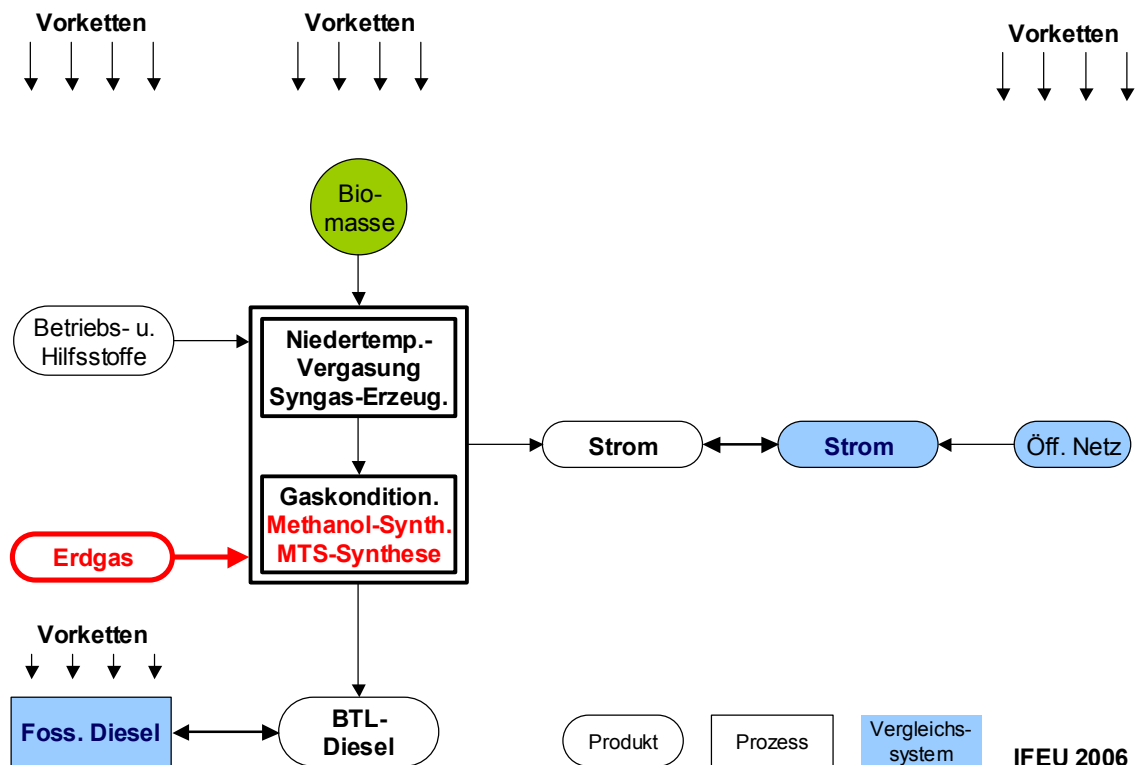 Vorketten
Vorketten
Vorketten
Bio-
masse
Betriebs- u.
Hilfsstoffe
Niedertemp.-
Vergasung
Syngas-Erzeug.
Strom
Strom
Öff. Netz
Gaskondition.
Methanol-Synth.
MTS-Synthese
Erdgas
Vorketten
Foss. Diesel
BTL-
Diesel
Produkt
Prozess
Vergleichs-
system
IFEU 2006